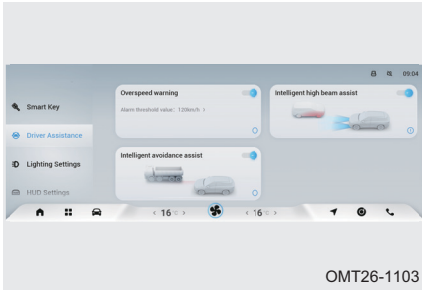 09:04
Smart Key
Overspeed warning
Intelligent high beam assist
Alarm threshold value: 120km/h
Driver Assistance
Lighting Settings
Intelligent avoidance assist
HUD Settings
< 16°C >
< 16°C >
OMT26-1103